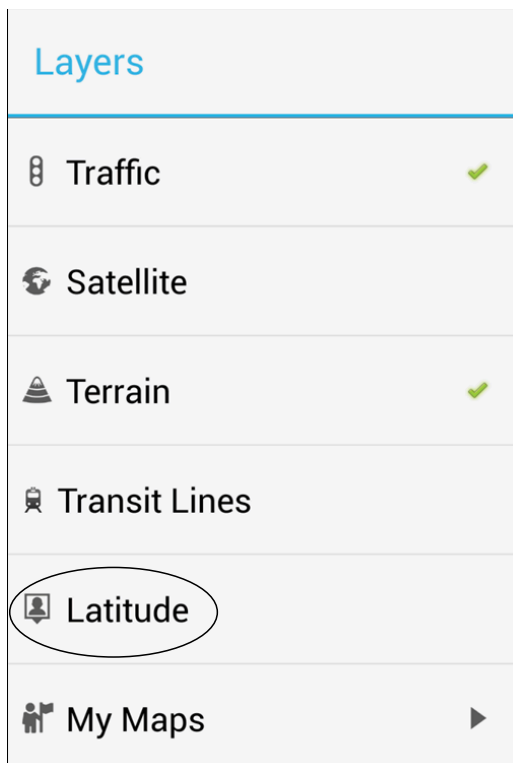 Layers
Traffic
Satellite
Terrain
Transit Lines
Latitude
My Maps